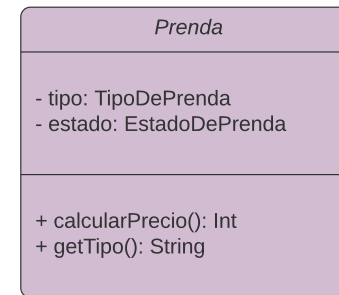 Prenda
- tipo: TipoDePrenda
- estado: EstadoDePrenda
+ calcularPrecio(): Int
+ getTipo(): String